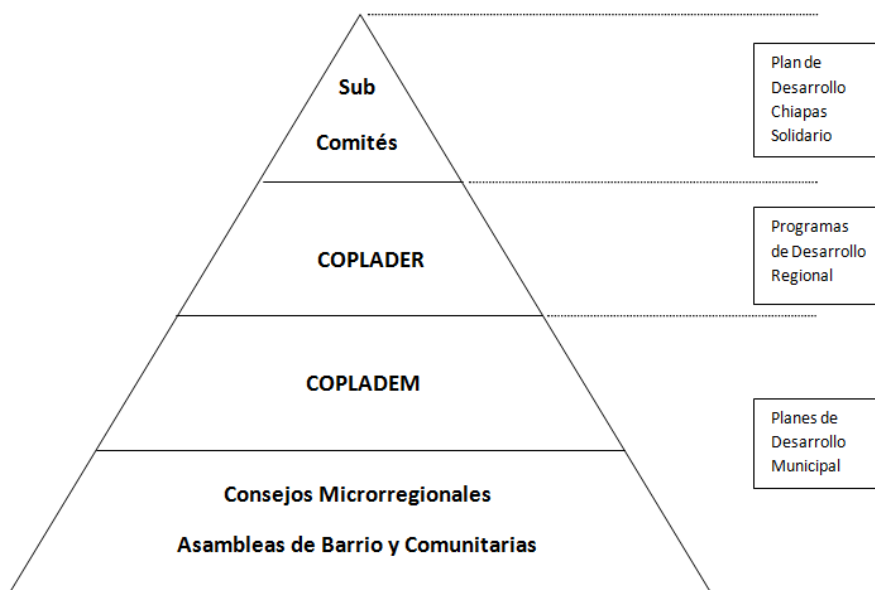 Sub
Comités
Plan de
Desarrollo
Chiapas
Solidario
COPLADER
Programas
de Desarrollo
Regional
COPLADEM
Planes de
Desarrollo
Municipal
Consejos Microrregionales
Asambleas de Barrio y Comunitarias